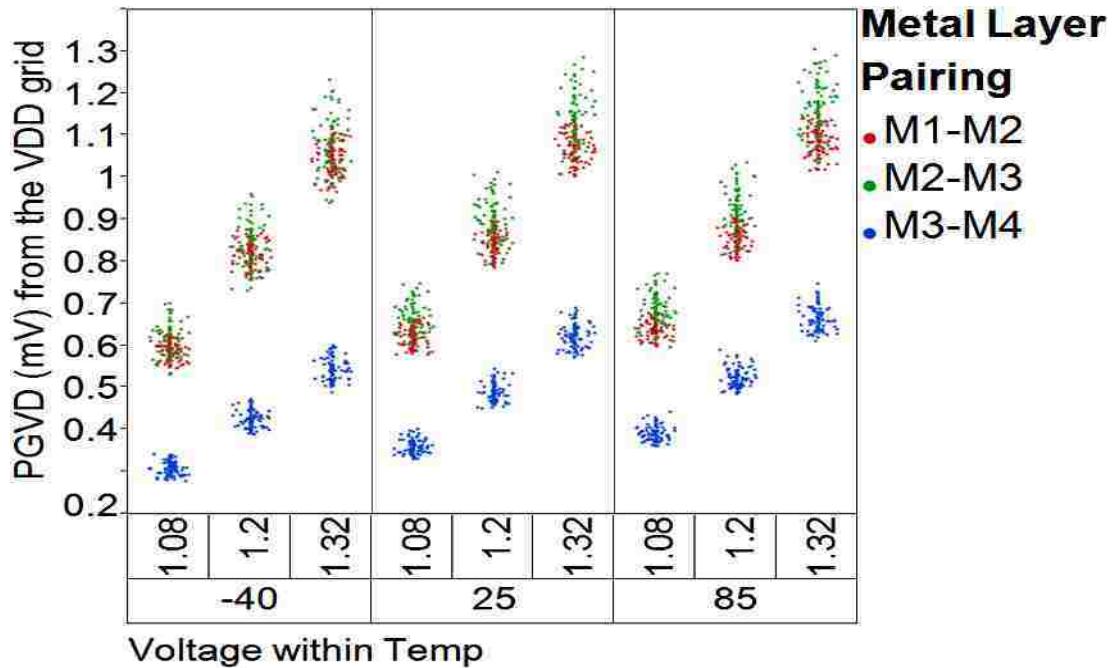 PGVD (mV) from the VDD grid
1.3
1.2
1.1
1
0.9
0.8
0.7
0.6
0.5
0.4
0.2
1.08 1.2 1.32 1.08 1.2 1.32 1.08 1.2 1.32
-40 25 85
Voltage within Temp
Metal Layer
Pairing
M1-M2
M2-M3
M3-M4